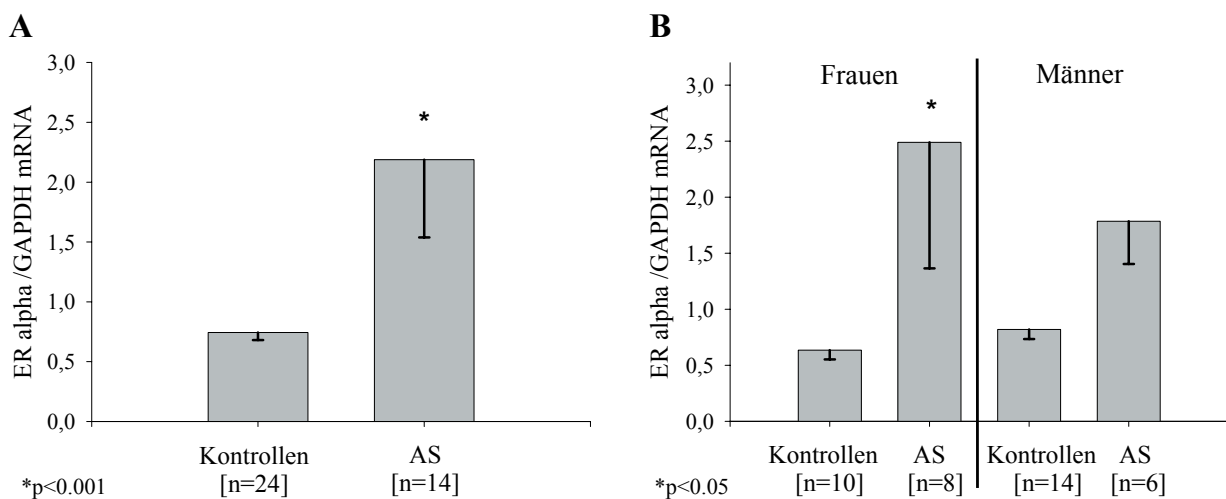 A
ER alpha /GAPDH mRNA
3,0
2,5
2,0
1,5
1,0
0,5
0,0
*
Kontrollen
[n=24]
AS
[n=14]
*p<0.001
B
ER alpha /GAPDH mRNA
Frauen
Männer
3,0
2,5
2,0
1,5
1,0
0,5
0,0
*
Kontrollen
[n=10]
AS
[n=8]
Kontrollen
[n=14]
AS
[n=6]
*p<0.05